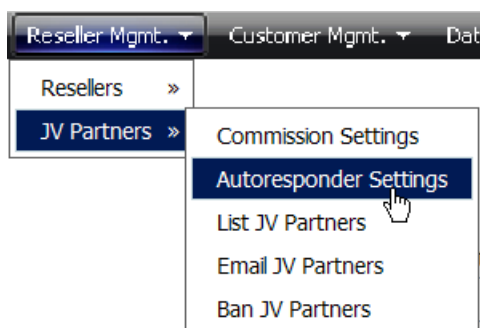 Reseller Mgmt. Customer Mgmt. Dat
Resellers »
JV Partners »
Commission Settings
Autoresponder Settings
List JV Partners
Email JV Partners
Ban JV Partners